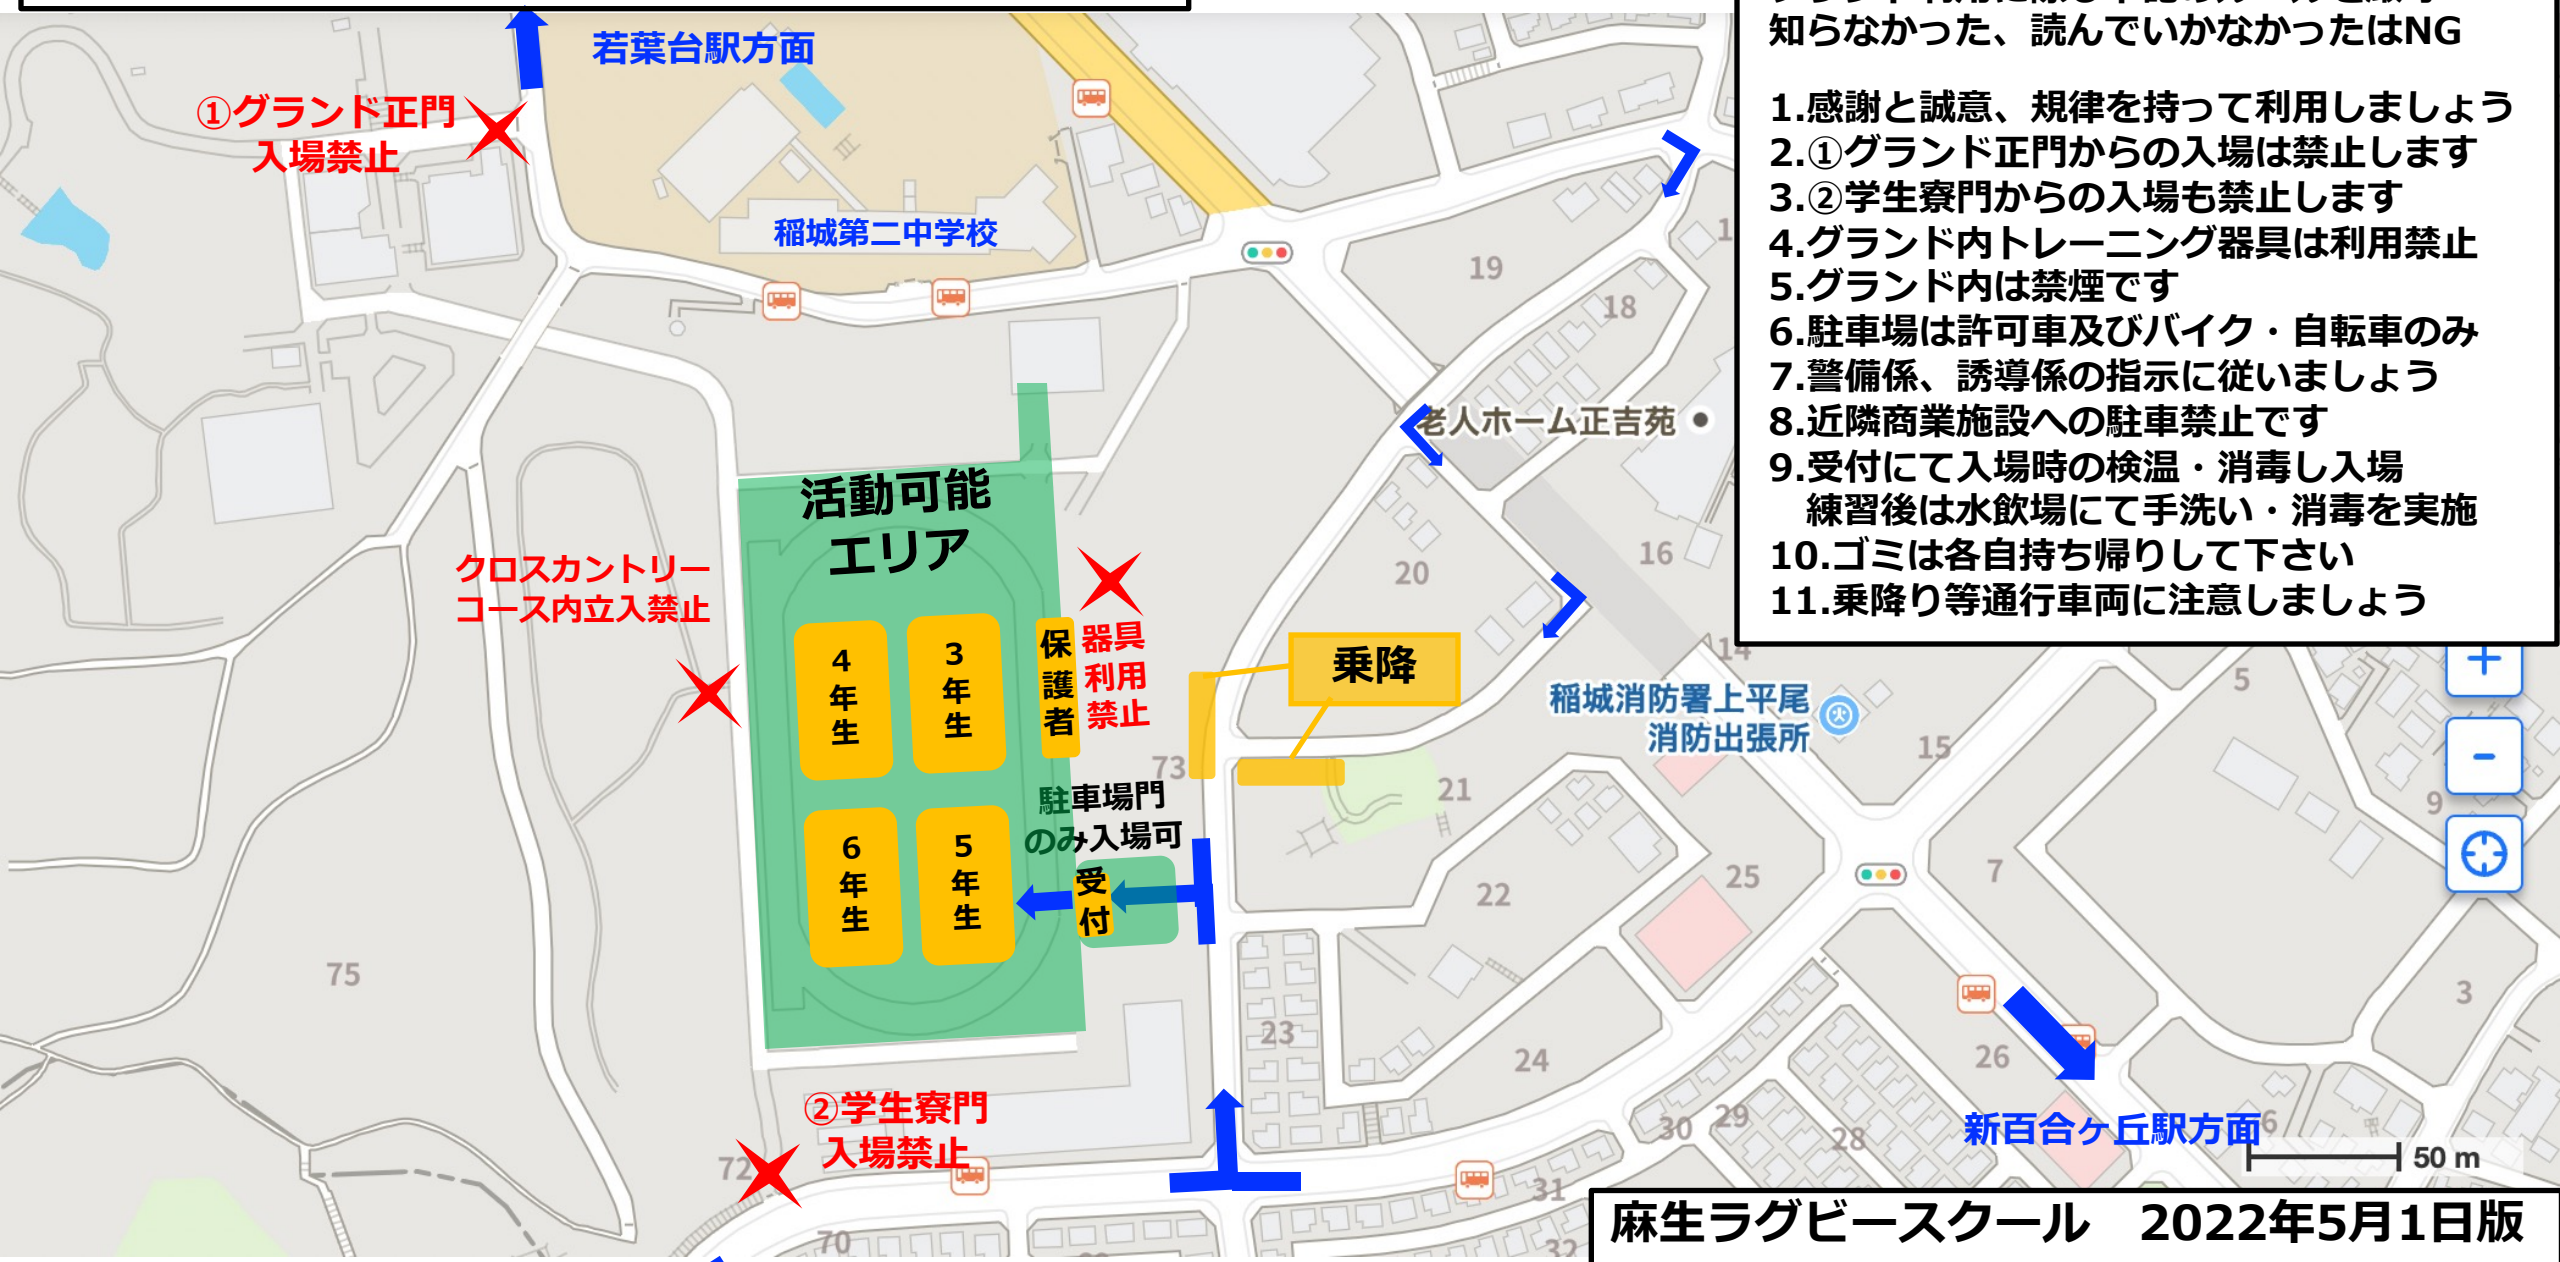 知らなかった、読んでいかなかったはNG
1.感謝と誠意、規律を持って利用しましょう
2.①グランド正門からの入場は禁止します
3.②学生寮門からの入場も禁止します
4.グランド内トレーニング器具は利用禁止
5.グランド内は禁煙です
6.駐車場は許可車及びバイク・自転車のみ
7.警備係、誘導係の指示に従いましょう
8.近隣商業施設への駐車禁止です
9.受付にて入場時の検温・消毒し入場
練習後は水飲場にて手洗い・消毒を実施
10.ゴミは各自持ち帰りして下さい
11.乗降り等通行車両に注意しましょう
若葉台駅方面
①グランド正門
入場禁止
稲城第二中学校
19
18
老人ホーム正吉苑
活動可能
エリア
クロスカントリー
コース内立入禁止
20
16
4年生
3年生
保護者
器具
利用
禁止
乗降
14
稲城消防署上平尾
消防出張所
5
15
73
21
9
駐車場門
のみ入場可
6年生
5年生
受付
22
25
7
75
3
23
24
26
②学生寮門
入場禁止
72
30
29
28
新百合ヶ丘駅方面
6
50 m
31
70
32
麻生ラグビースクール 2022年5月1日版